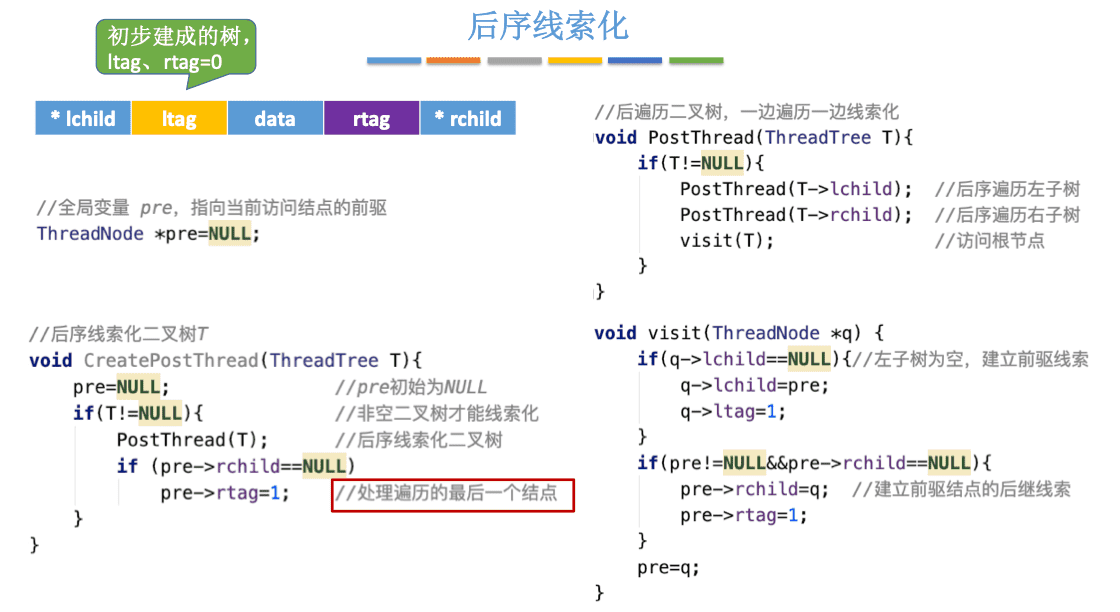 后序线索化
初步建成的树，
ltag、rtag=0
* lchild ltag data rtag * rchild
//全局变量 pre，指向当前访问结点的前驱
ThreadNode *pre=NULL;
//后序线索化二叉树T
void CreatePostThread(ThreadTree T){
pre=NULL; //pre初始为NULL
if(T!=NULL){ //非空二叉树才能线索化
PostThread(T); //后序线索化二叉树
if (pre->rchild==NULL)
pre->rtag=1; //处理遍历的最后一个结点
}
}
//后遍历二叉树，一边遍历一边线索化
void PostThread(ThreadTree T){
if(T!=NULL){
PostThread(T->lchild); //后序遍历左子树
PostThread(T->rchild); //后序遍历右子树
visit(T); //访问根节点
}
}
void visit(ThreadNode *q) {
if(q->lchild==NULL){//左子树为空，建立前驱线索
q->lchild=pre;
q->ltag=1;
}
if(pre!=NULL&&pre->rchild==NULL){
pre->rchild=q; //建立前驱结点的后继线索
pre->rtag=1;
}
pre=q;
}